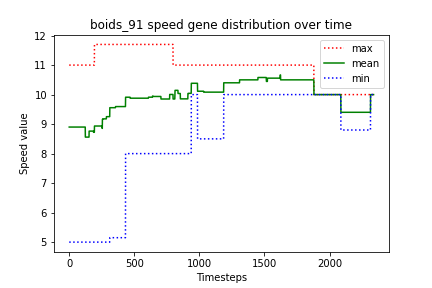 boids_91 speed gene distribution over time
12
11
10
9
8
7
6
5
Speed value
max
mean
min
0
500
1000
1500
2000
Timesteps